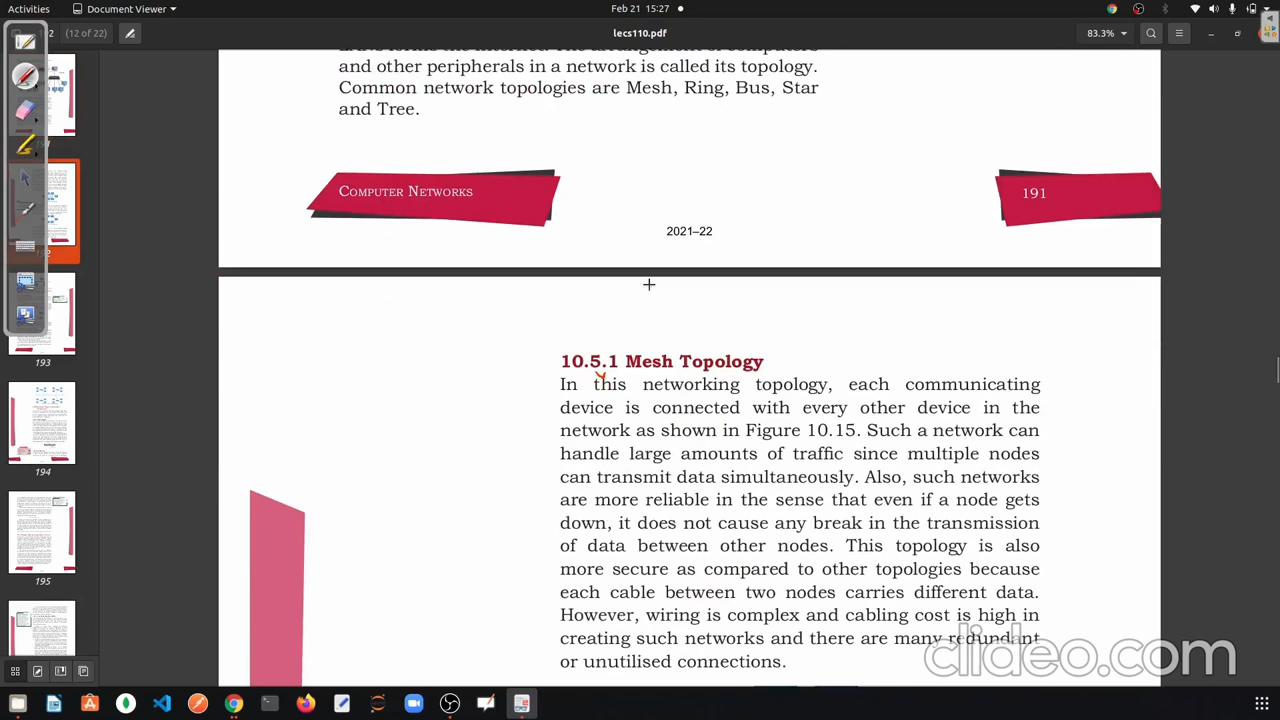 Activities
Document Viewer
Feb 21 15:27
(12 of 22)
lecs110.pdf
83.3%
and other peripherals in a network is called its topology.
Common network topologies are Mesh, Ring, Bus, Star
and Tree.
COMPUTER NETWORKS
191
2021–22
10.5.1 Mesh Topology
In this networking topology, each communicating
device is connected with every other device in the
network as shown in Figure 10.15. Such a network can
handle large amounts of traffic since multiple nodes
can transmit data simultaneously. Also, such networks
are more reliable in the sense that even if a node gets
down, it does not cause any break in the transmission
of data between other nodes. This topology is also
more secure as compared to other topologies because
each cable between two nodes carries different data.
However, wiring is complex and cabling cost is high in
creating such networks and there are many redundant
or unutilised connections.
192
193
194
195
clideo.com